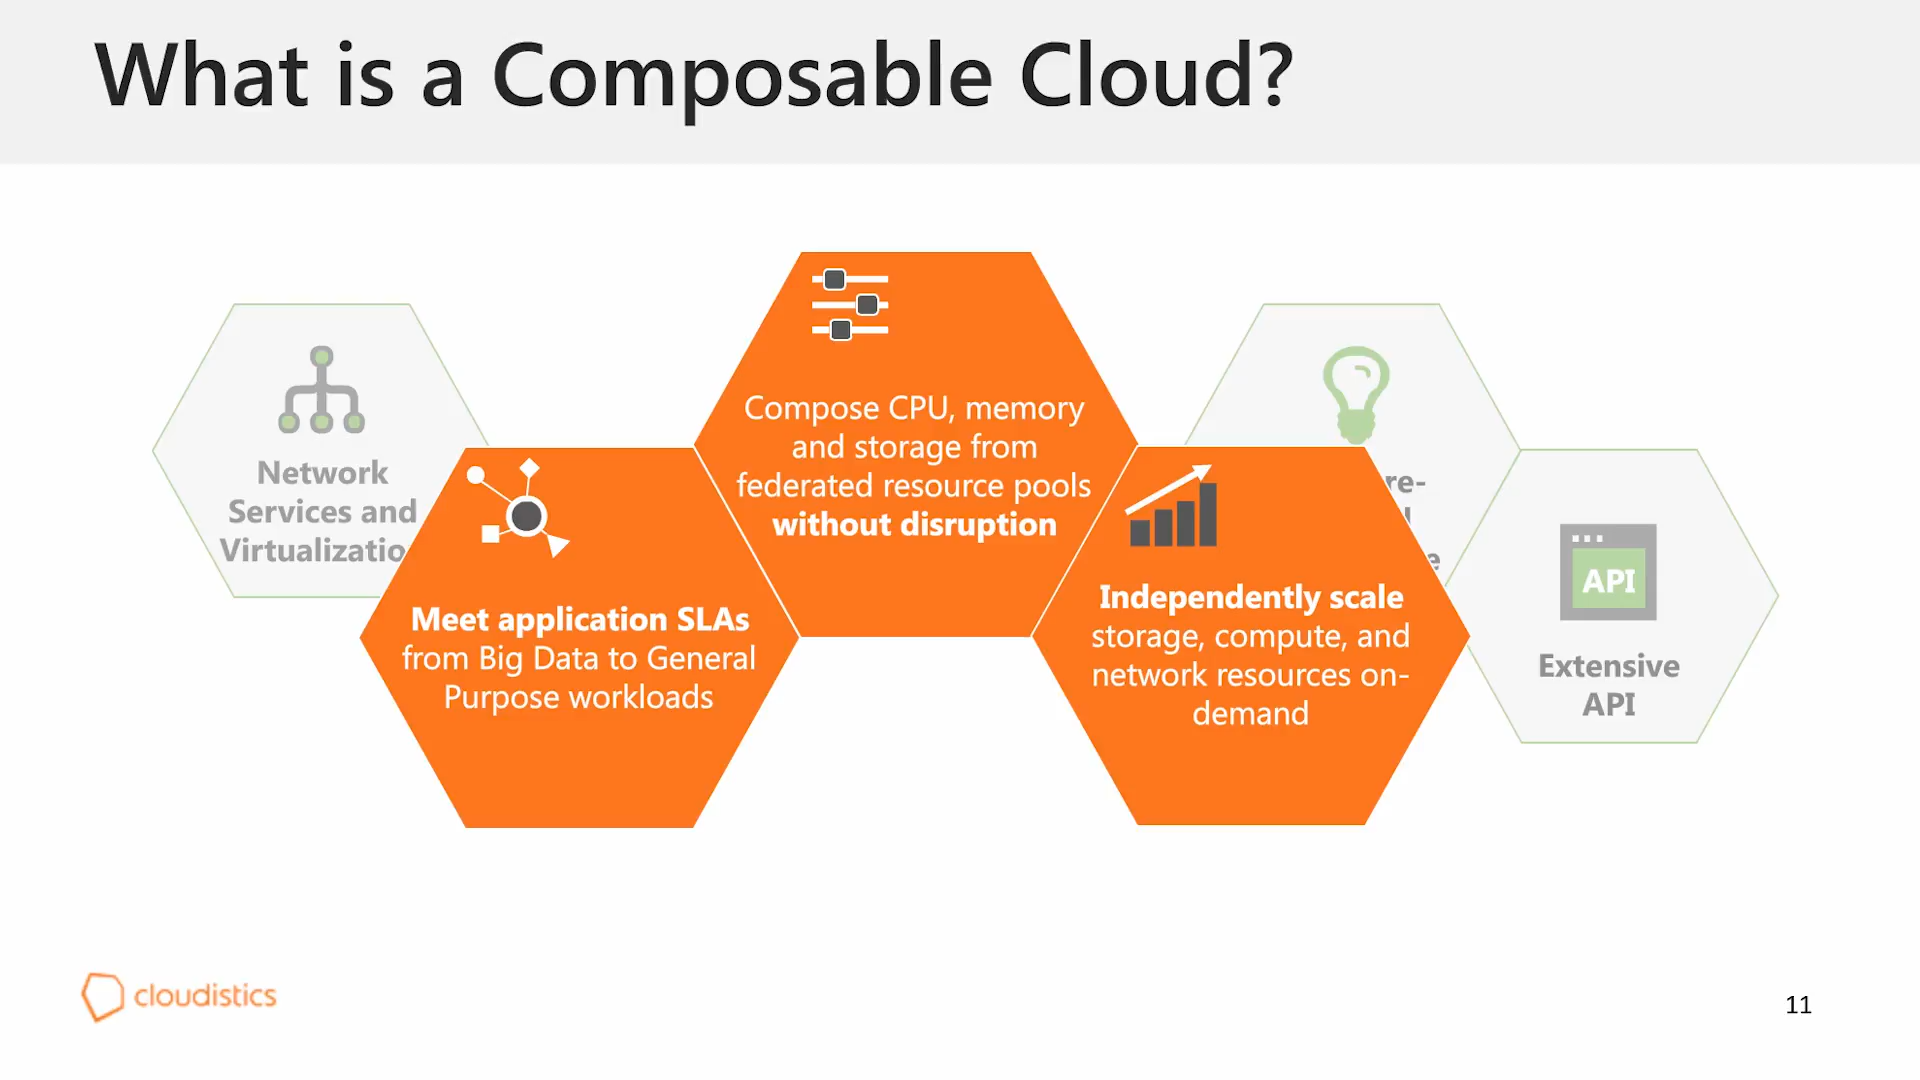 What is a Composable Cloud?
Network
Services and
Virtualizatio
Meet application SLAs
from Big Data to General
Purpose workloads
Compose CPU, memory
and storage from
federated resource pools
without disruption
Independently scale
storage, compute, and
network resources on-
demand
re-
API
Extensive
API
cloudistics
11